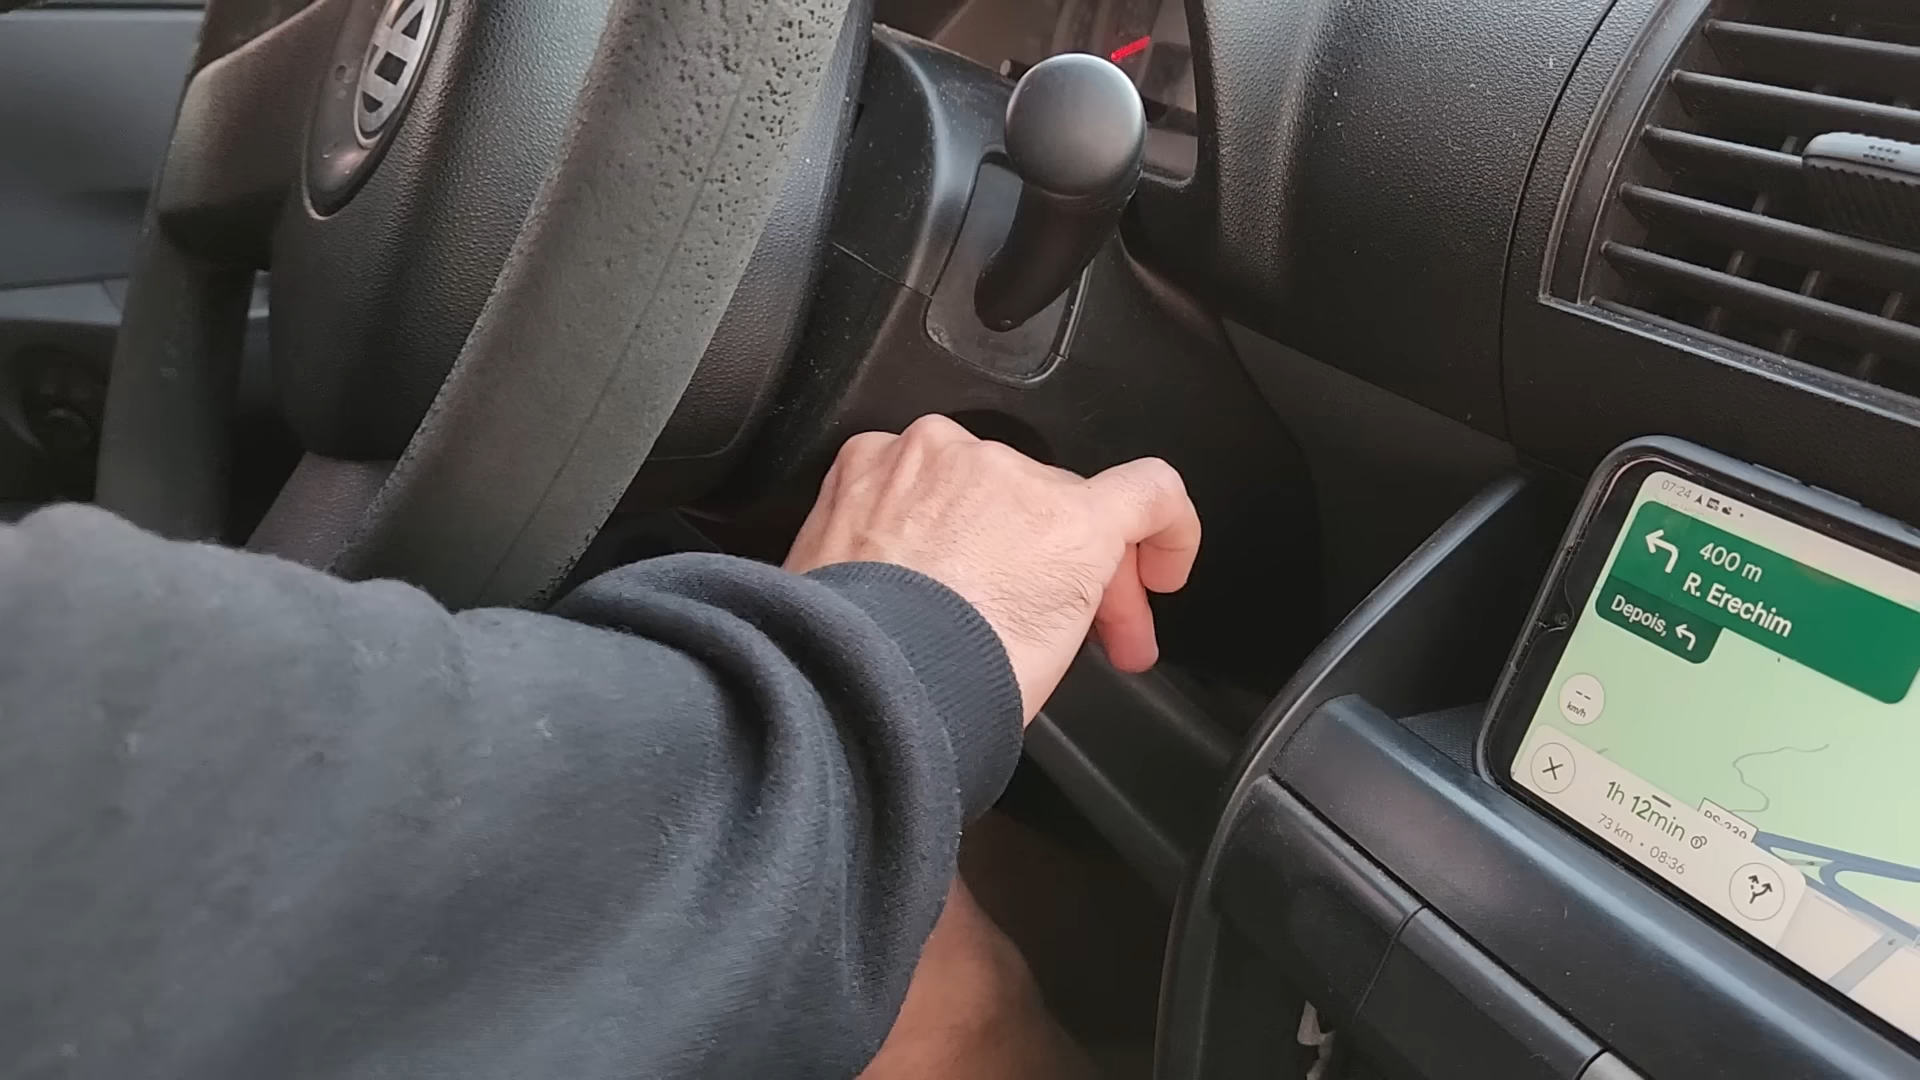 07:24
400 m
R. Erechim
Depois,
--
km/h
1h 12min
73 km • 08:36